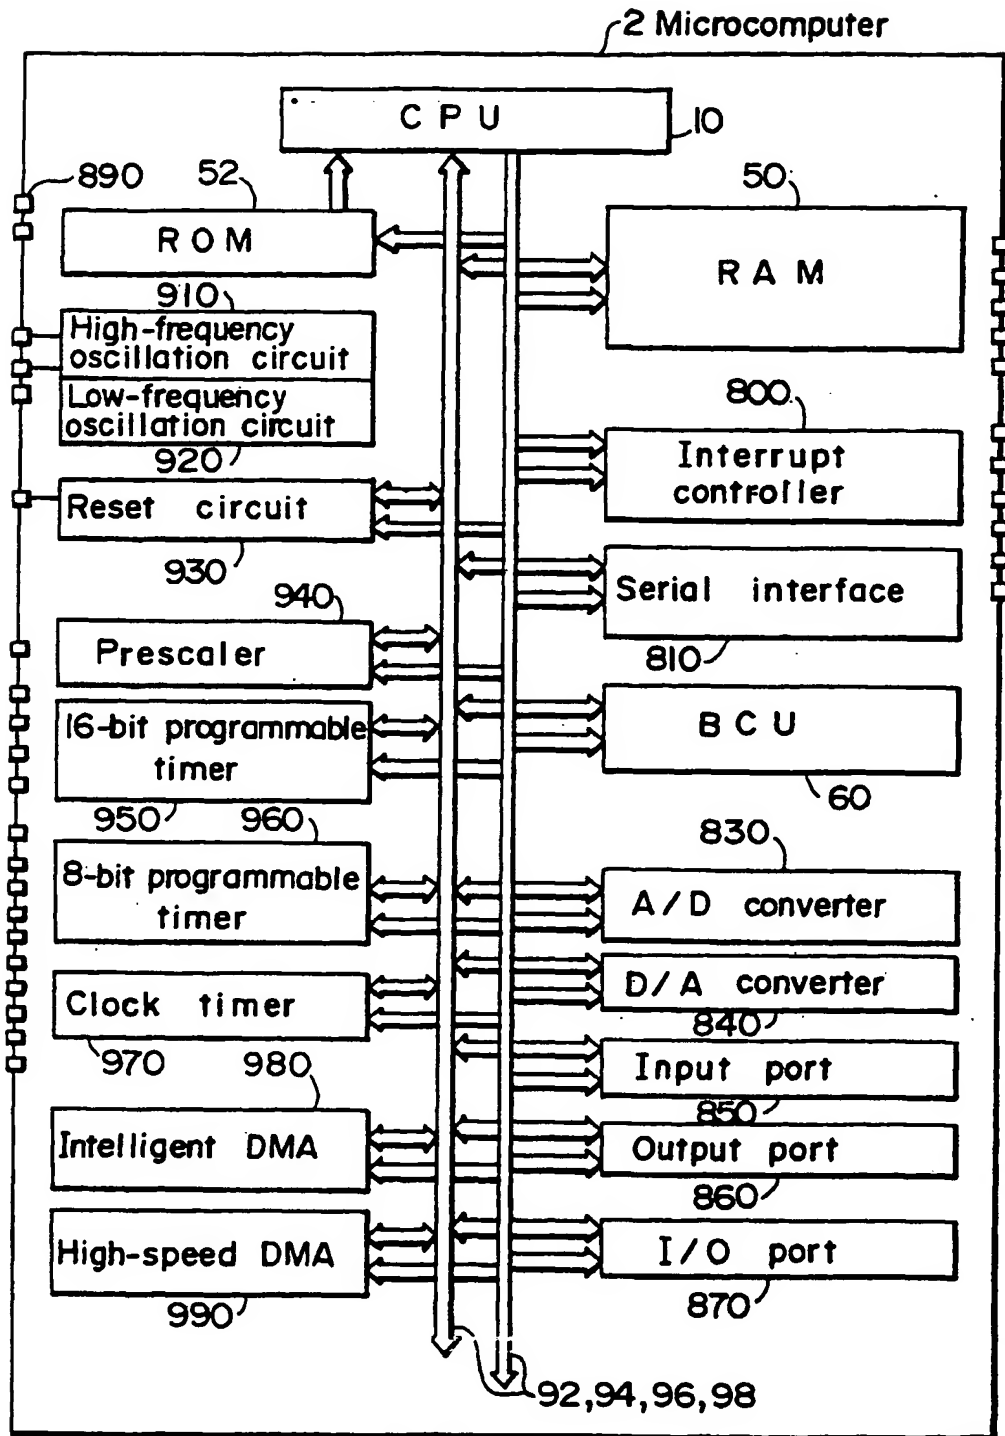 2 Microcomputer
CPU
10
890
52
50
ROM
RAM
910
High-frequency
oscillation circuit
Low-frequency
oscillation circuit
920
800
Interrupt
controller
Reset circuit
930
Serial interface
810
940
Prescaler
16-bit programmable
timer
BCU
60
950
960
830
8-bit programmable
timer
A/D converter
D/A converter
840
Clock timer
970
980
Input port
850
Intelligent DMA
Output port
860
High-speed DMA
990
I/O port
870
92,94,96,98